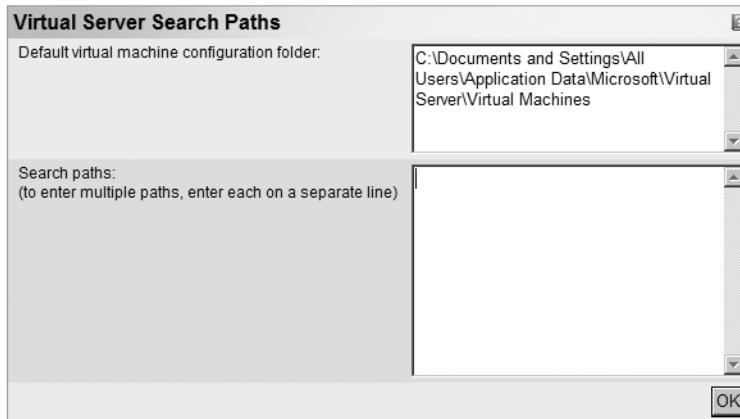 Virtual Server Search Paths
Default virtual machine configuration folder:
C:\Documents and Settings\All
Users\Application Data\Microsoft\Virtual
Server\Virtual Machines
Search paths:
(to enter multiple paths, enter each on a separate line)
OK